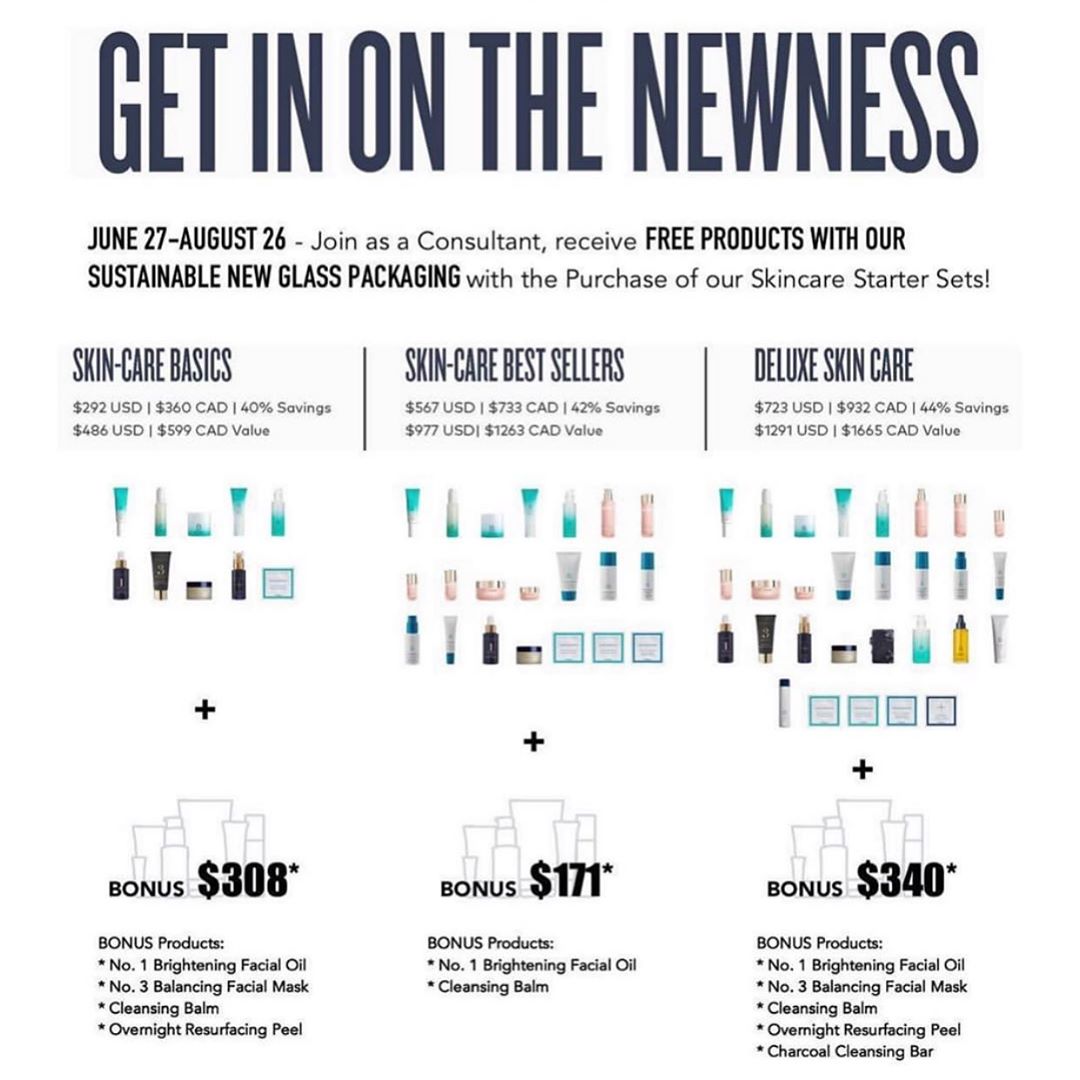 GET IN ON THE NEWNESS
JUNE 27-AUGUST 26 - Join as a Consultant, receive FREE PRODUCTS WITH OUR
SUSTAINABLE NEW GLASS PACKAGING with the Purchase of our Skincare Starter Sets!
SKIN-CARE BASICS
$292 USD | $360 CAD | 40% Savings
$486 USD | $599 CAD Value
SKIN-CARE BEST SELLERS
$567 USD | $733 CAD | 42% Savings
$977 USD| $1263 CAD Value
DELUXE SKIN CARE
$723 USD | $932 CAD | 44% Savings
$1291 USD | $1665 CAD Value
+
+
+
BONUS $308*
BONUS Products:
* No. 1 Brightening Facial Oil
* No. 3 Balancing Facial Mask
* Cleansing Balm
* Overnight Resurfacing Peel
BONUS $171*
BONUS Products:
* No. 1 Brightening Facial Oil
* Cleansing Balm
BONUS $340*
BONUS Products:
* No. 1 Brightening Facial Oil
* No. 3 Balancing Facial Mask
* Cleansing Balm
* Overnight Resurfacing Peel
* Charcoal Cleansing Bar